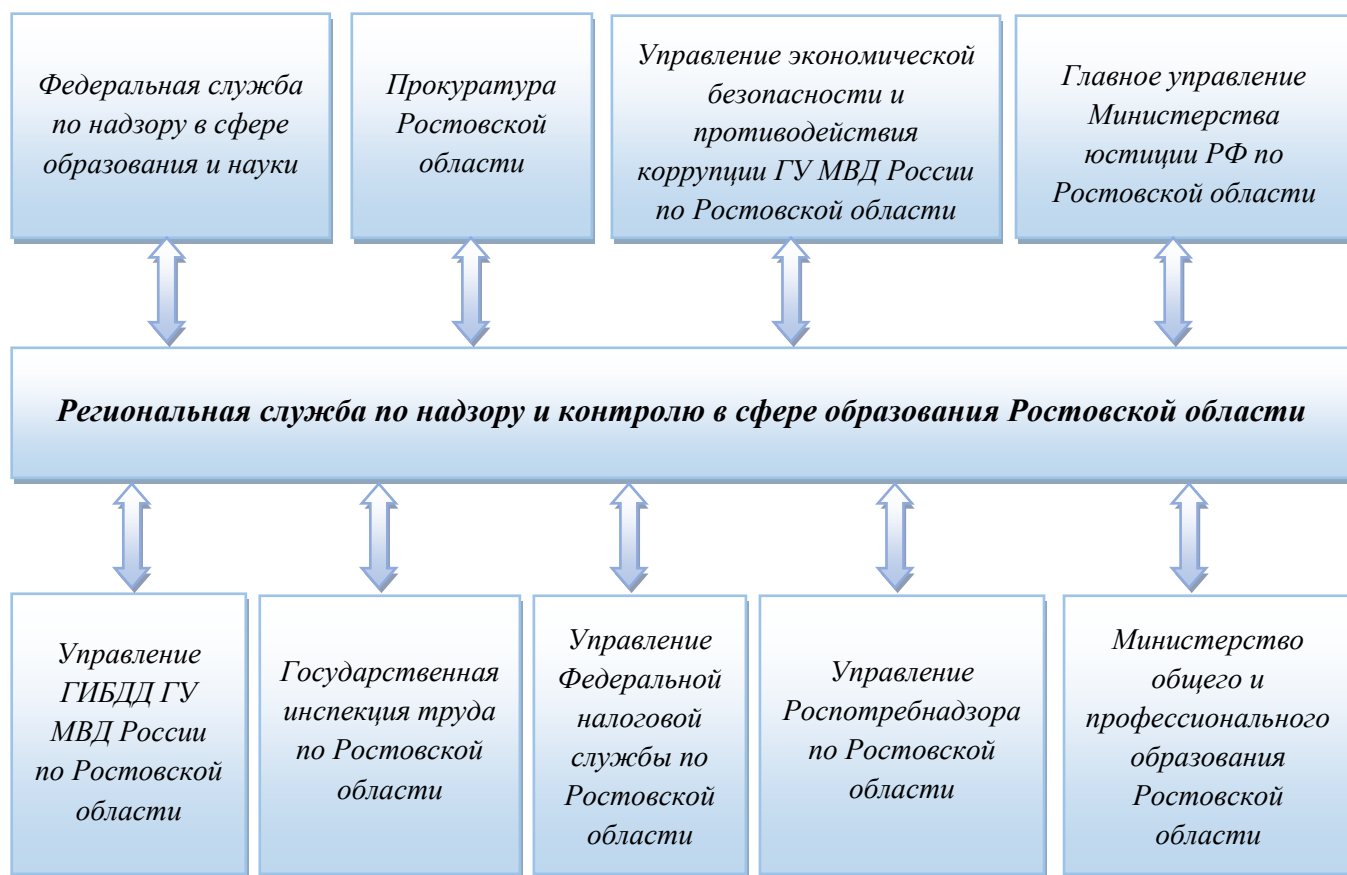 Федеральная служба
по надзору в сфере
образования и науки
Прокуратура
Ростовской
области
Управление экономической
безопасности и
противодействия
коррупции ГУ МВД России
по Ростовской области
Главное управление
Министерства
юстиции РФ по
Ростовской области
Региональная служба по надзору и контролю в сфере образования Ростовской области
Управление
ГИБДД ГУ
МВД России
по Ростовской
области
Государственная
инспекция труда
по Ростовской
области
Управление
Федеральной
налоговой
службы по
Ростовской
области
Управление
Роспотребнадзора
по Ростовской
области
Министерство
общего и
профессионального
образования
Ростовской
области